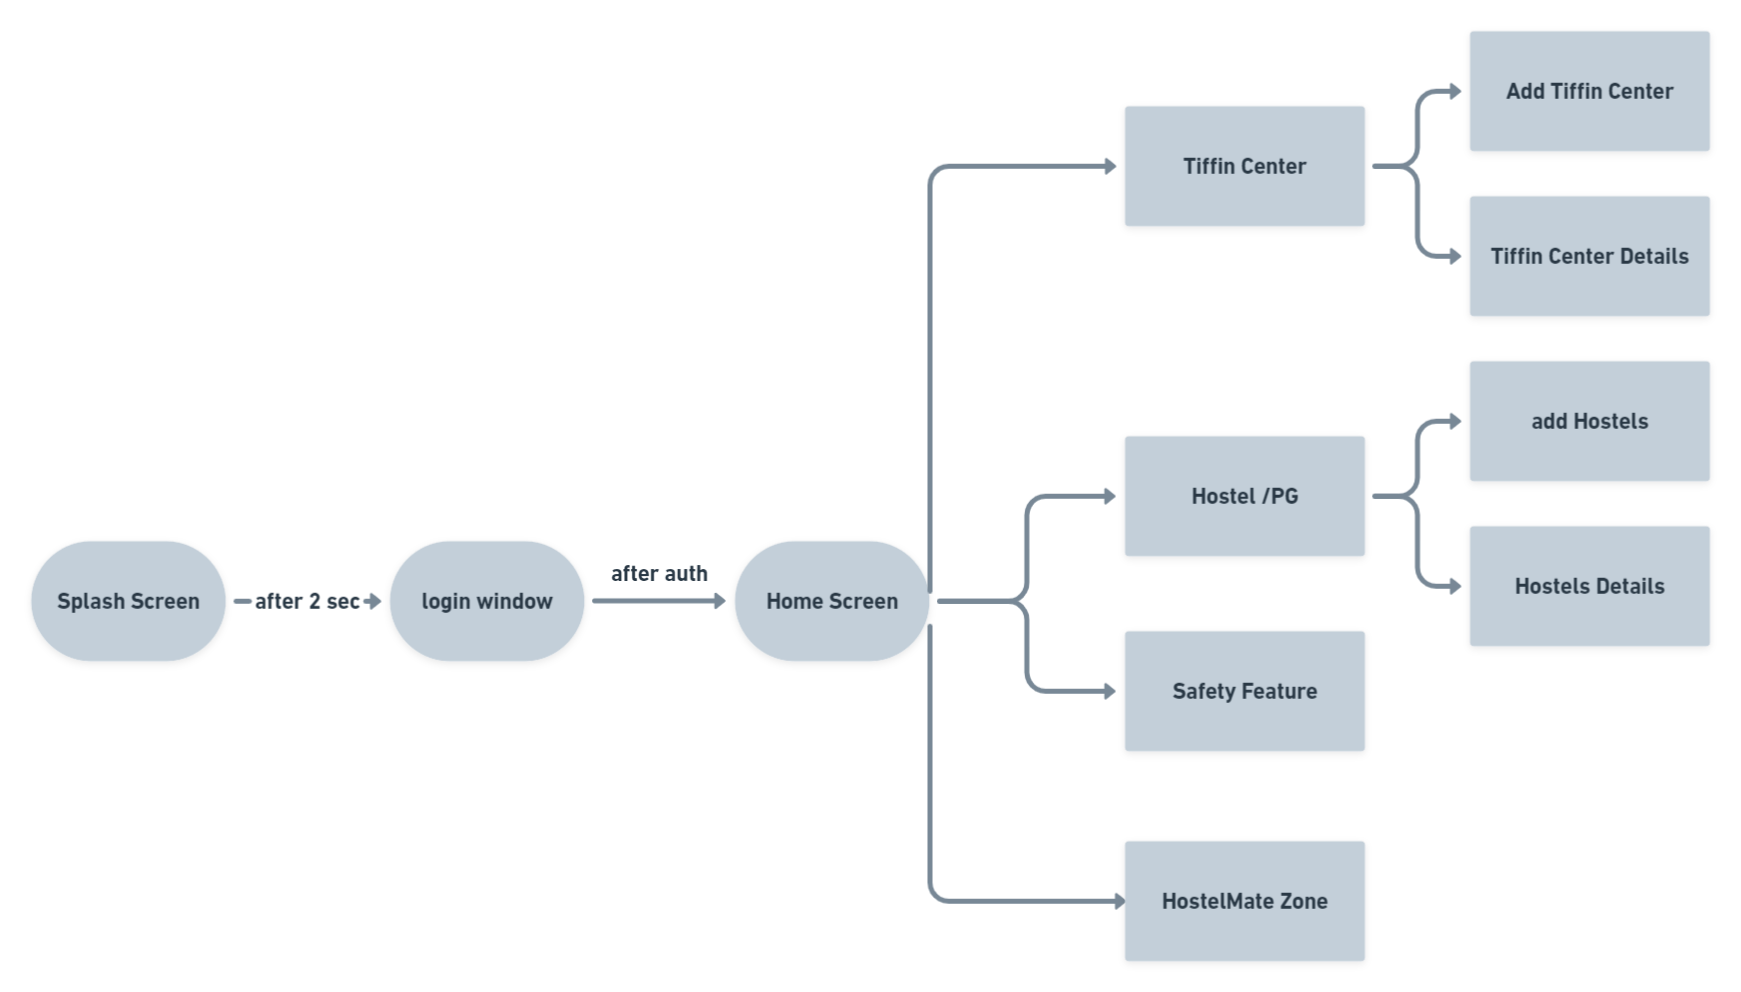 Splash Screen
after 2 sec
login window
after auth
Home Screen
Tiffin Center
Add Tiffin Center
Tiffin Center Details
Hostel /PG
add Hostels
Hostels Details
Safety Feature
HostelMate Zone